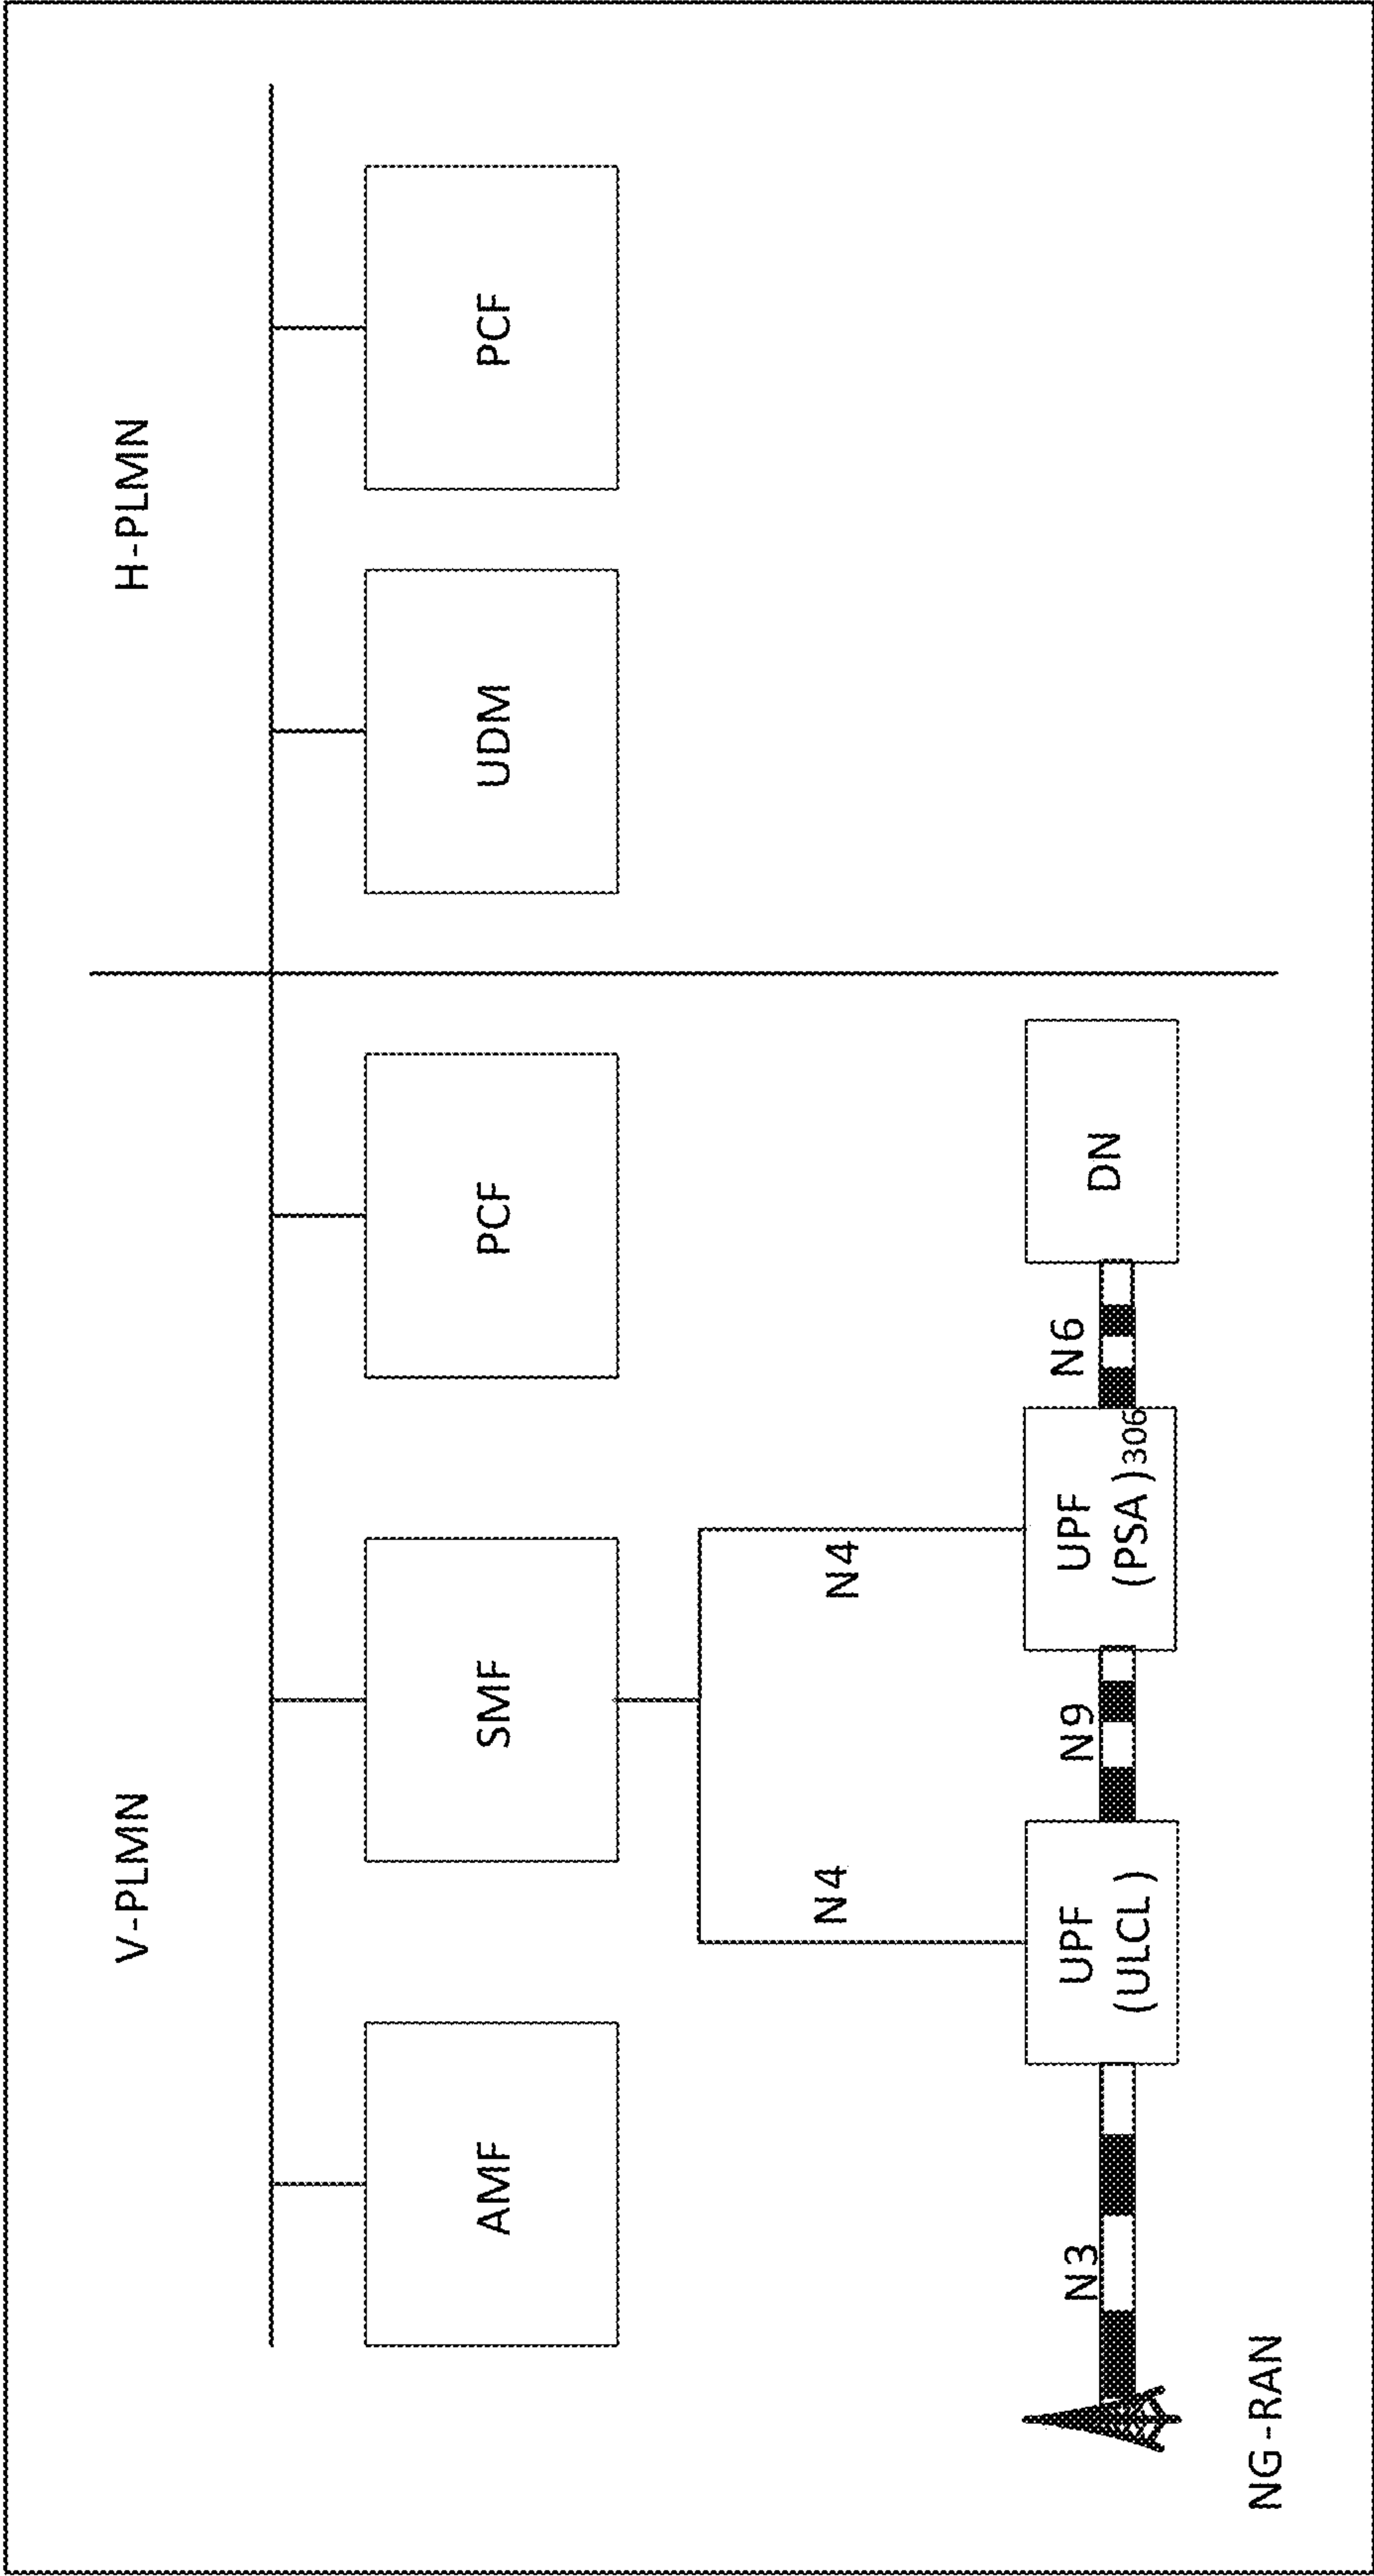 V-PLMN
H-PLMN
AMF
SMF
PCF
UDM
PCF
N4
N4
N3
UPF
(ULCL)
N9
UPF
(PSA)306
N6
DN
NG-RAN